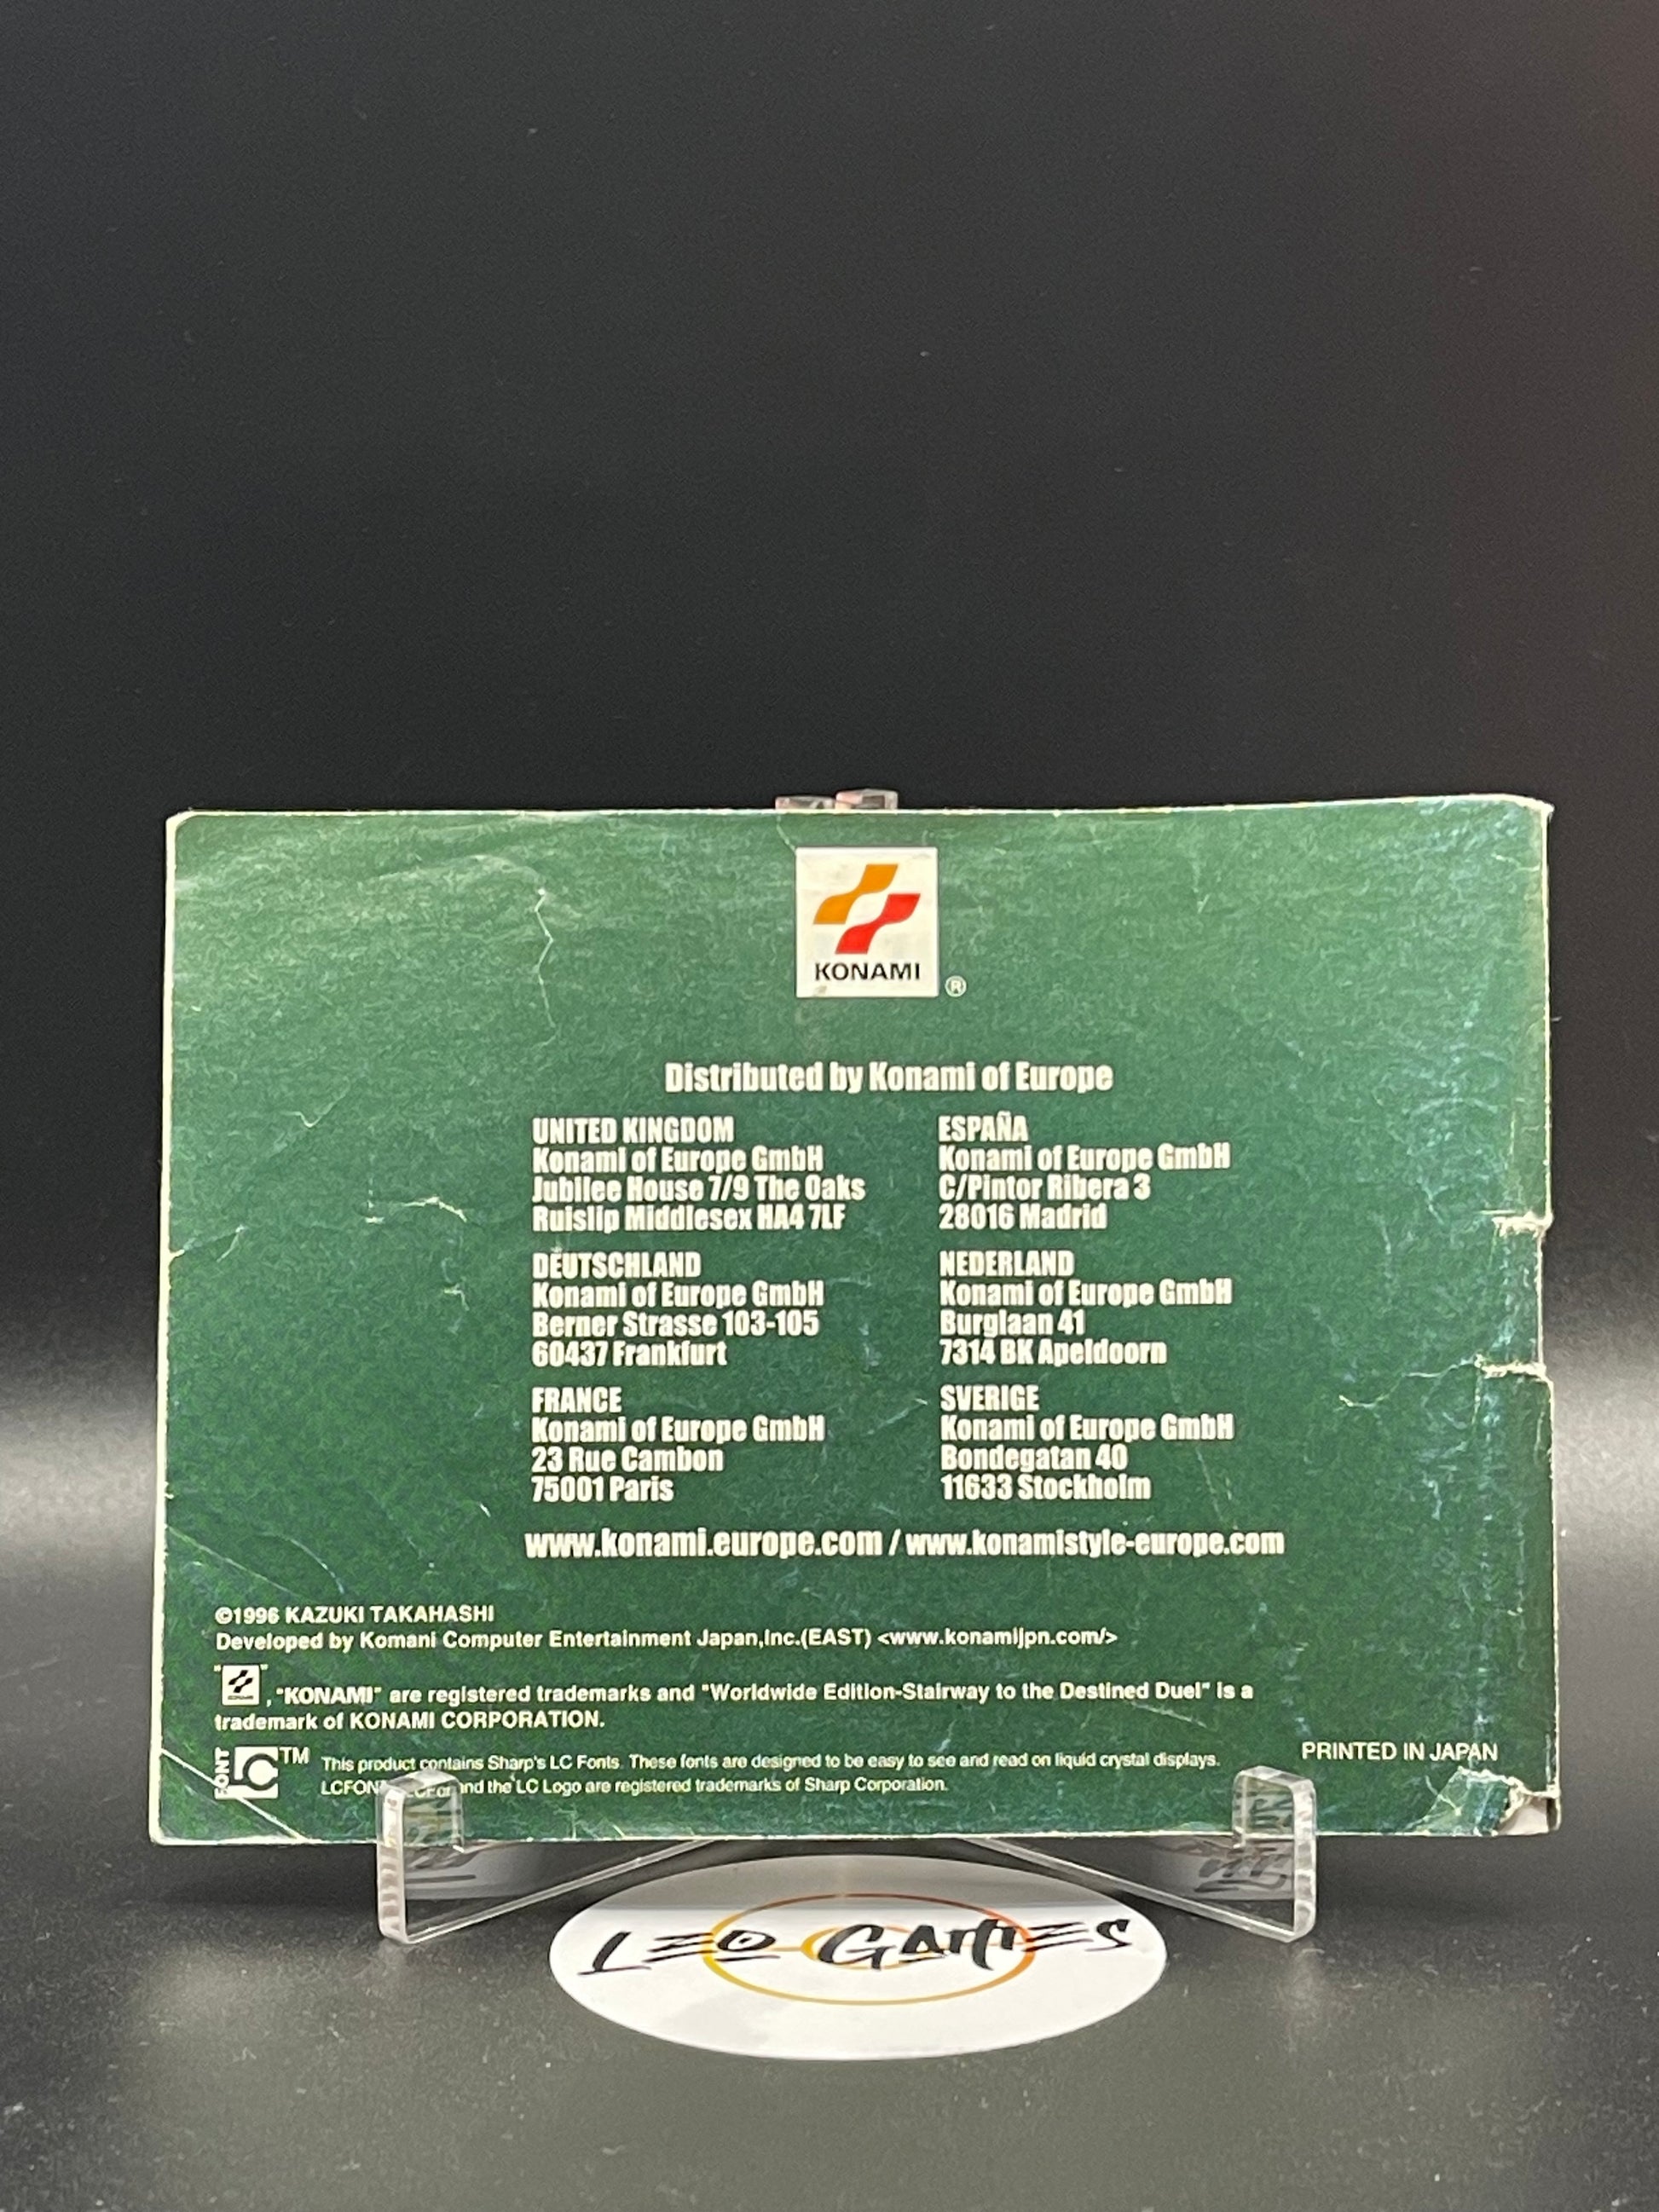 KONAMI
®
Distributed by Konami of Europe
UNITED KINGDOM
Konami of Europe GmbH
Jubilee House 7/9 The Oaks
Ruislip Middlesex HA4 7LF
DEUTSCHLAND
Konami of Europe GmbH
Berner Strasse 103-105
60437 Frankfurt
FRANCE
Konami of Europe GmbH
23 Rue Cambon
75001 Paris
ESPAÑA
Konami of Europe GmbH
C/Pintor Ribera 3
28016 Madrid
NEDERLAND
Konami of Europe GmbH
Burglaan 41
7314 BK Apeldoorn
SVERIGE
Konami of Europe GmbH
Bondegatan 40
11633 Stockholm
www.konami.europe.com / www.konamistyle-europe.com
©1996 KAZUKI TAKAHASHI
Developed by Komani Computer Entertainment Japan,Inc.(EAST) <www.konamijpn.com/>
" ", "KONAMI" are registered trademarks and "Worldwide Edition-Stairway to the Destined Duel" is a
trademark of KONAMI CORPORATION.
LC FONT TM
This product contains Sharp's LC Fonts. These fonts are designed to be easy to see and read on liquid crystal displays.
LCFONT, LCFont and the LC Logo are registered trademarks of Sharp Corporation.
PRINTED IN JAPAN
LEO GAMES